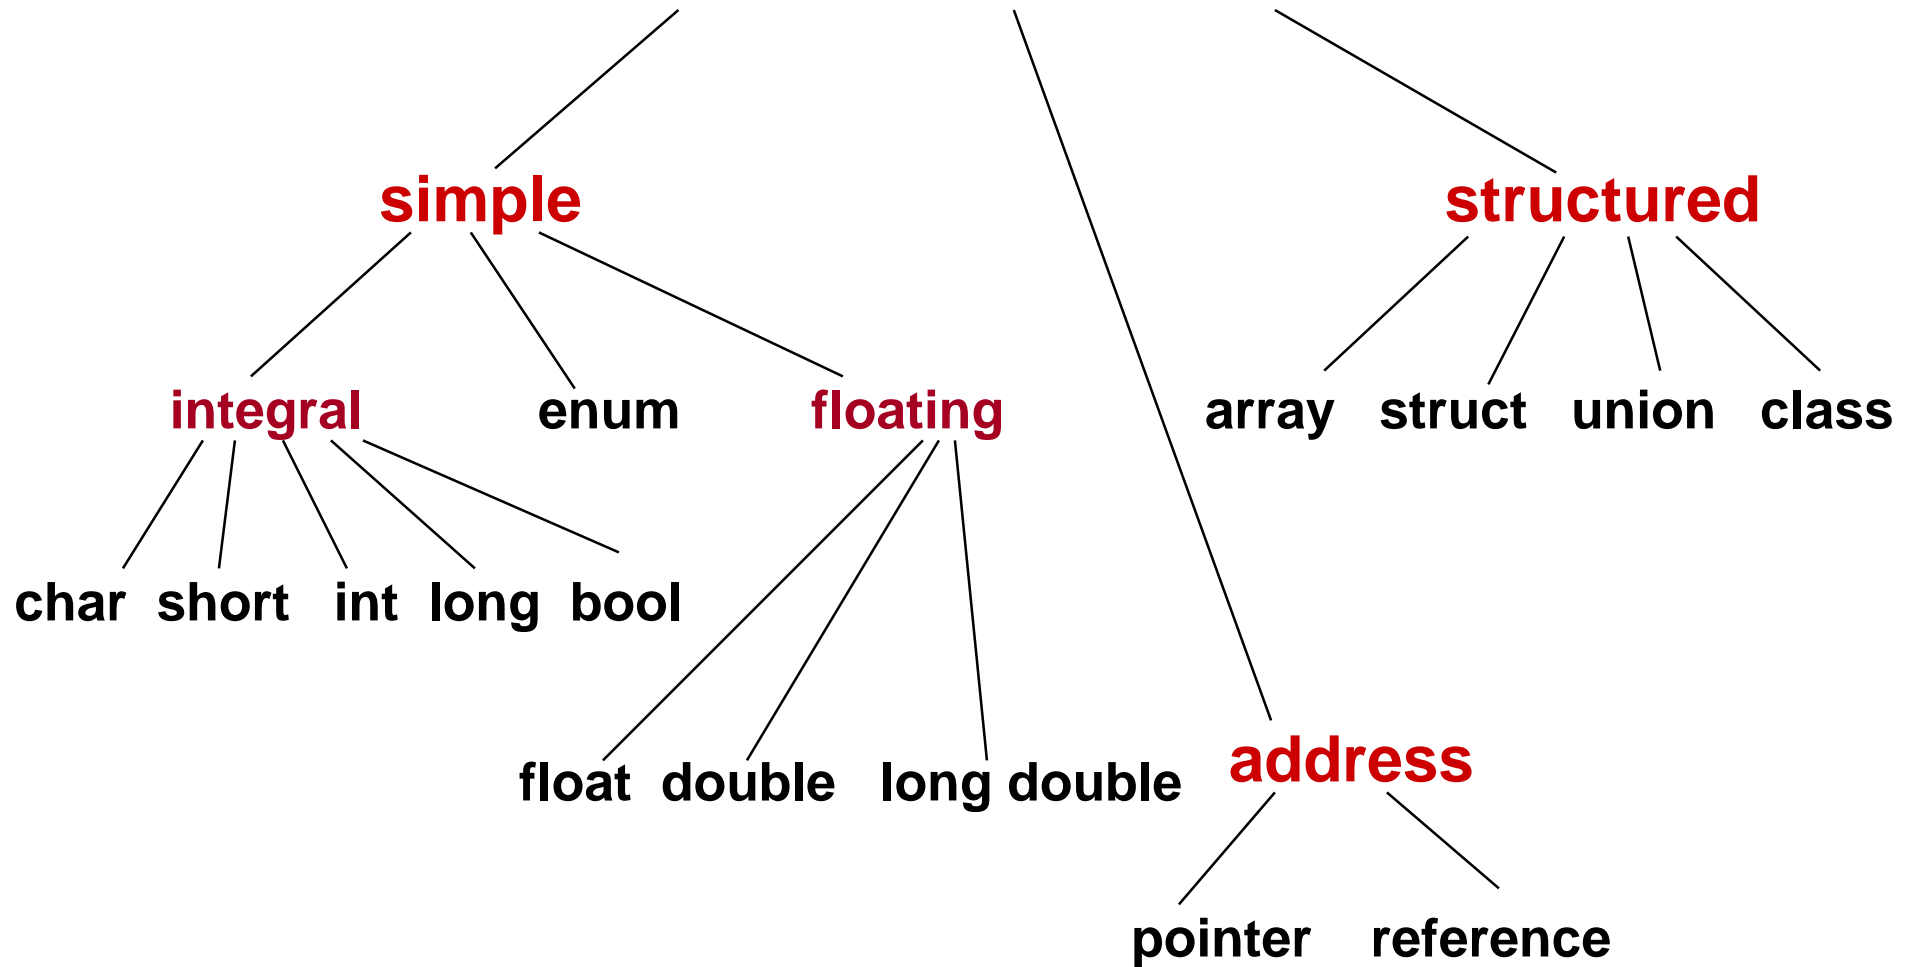 simple structured
integral enum floating array struct union class
char short int long bool
float double long double address
pointer reference